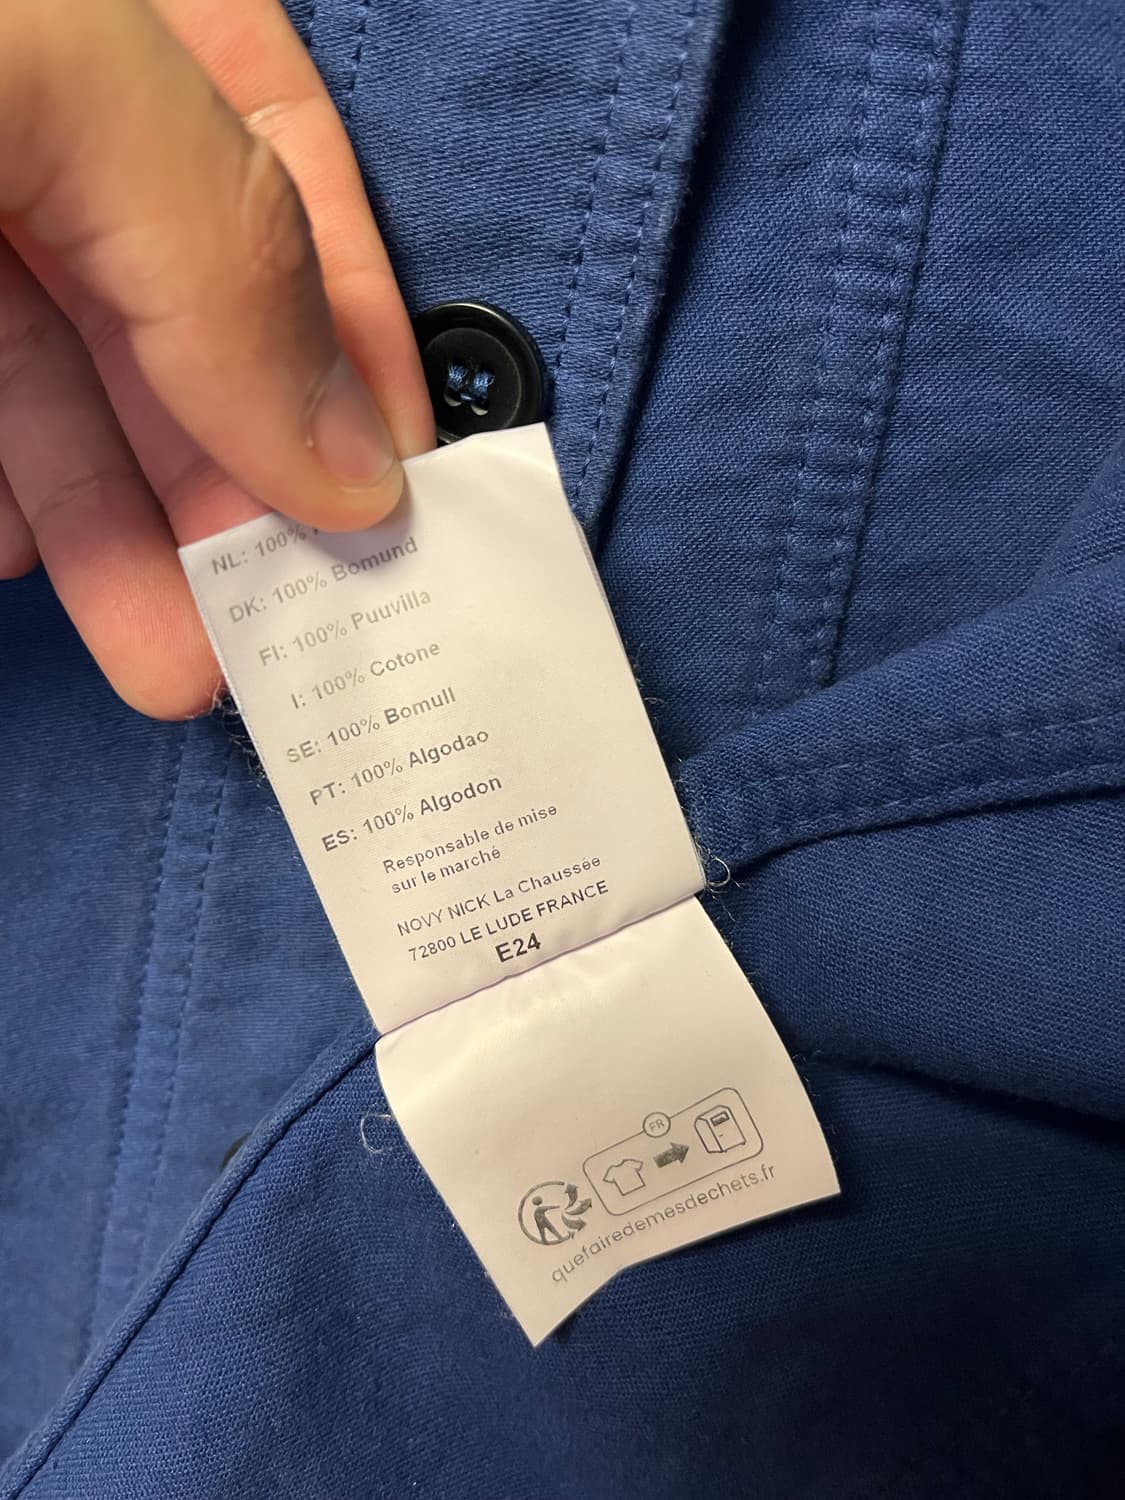 NL: 100%
DK: 100% Bomund
FI: 100% Puuvilla
I: 100% Cotone
SE: 100% Bomull
PT: 100% Algodao
ES: 100% Algodon
Responsable de mise
sur le marché
NOVY NICK La Chaussée
72800 LE LUDE FRANCE
E24
FR
quefairedemesdechets.fr